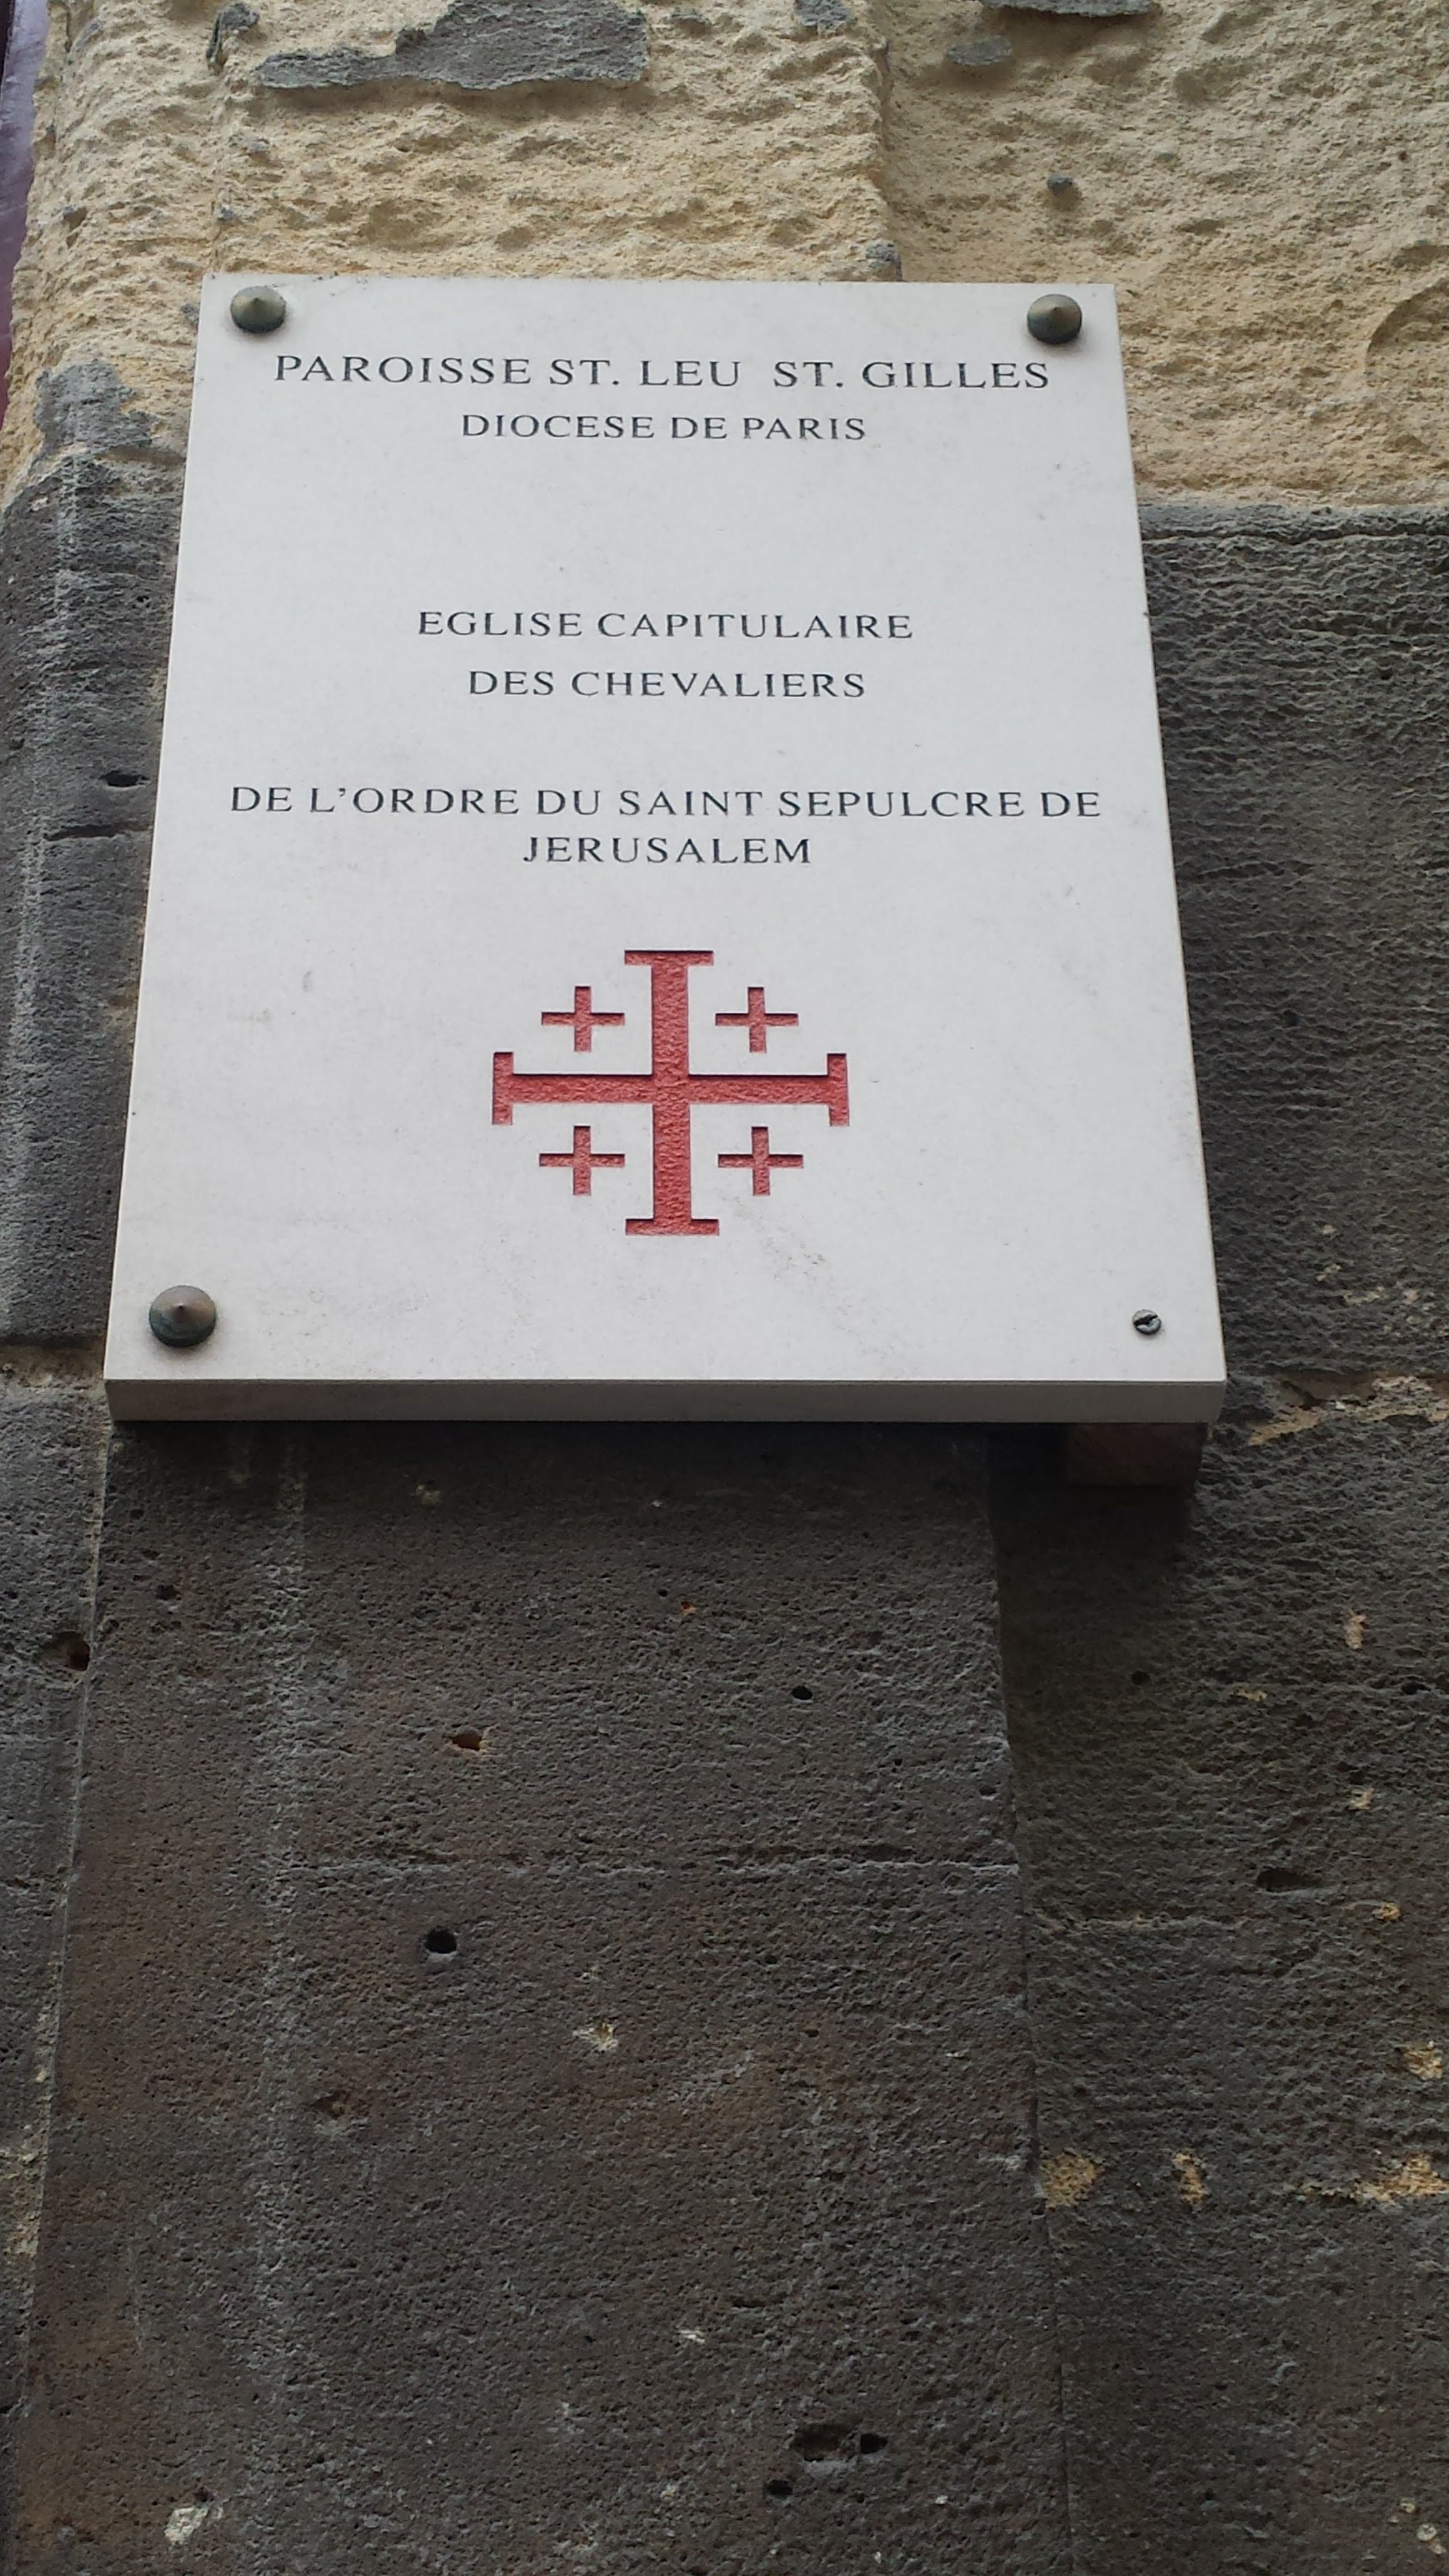 PAROISSE ST. LEU ST. GILLES
DIOCESE DE PARIS
EGLISE CAPITULAIRE
DES CHEVALIERS
DE L'ORDRE DU SAINT SEPULCRE DE
JERUSALEM